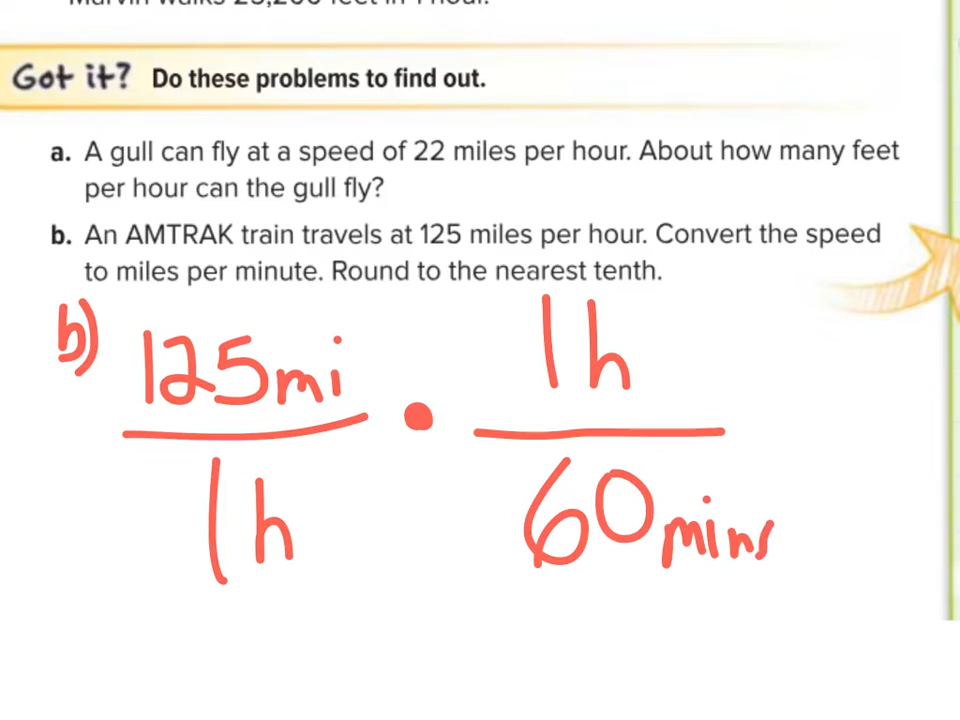 Got it? Do these problems to find out.
a. A gull can fly at a speed of 22 miles per hour. About how many feet
per hour can the gull fly?
b. An AMTRAK train travels at 125 miles per hour. Convert the speed
to miles per minute. Round to the nearest tenth.
b) 125mi • 1h
1h 60mins